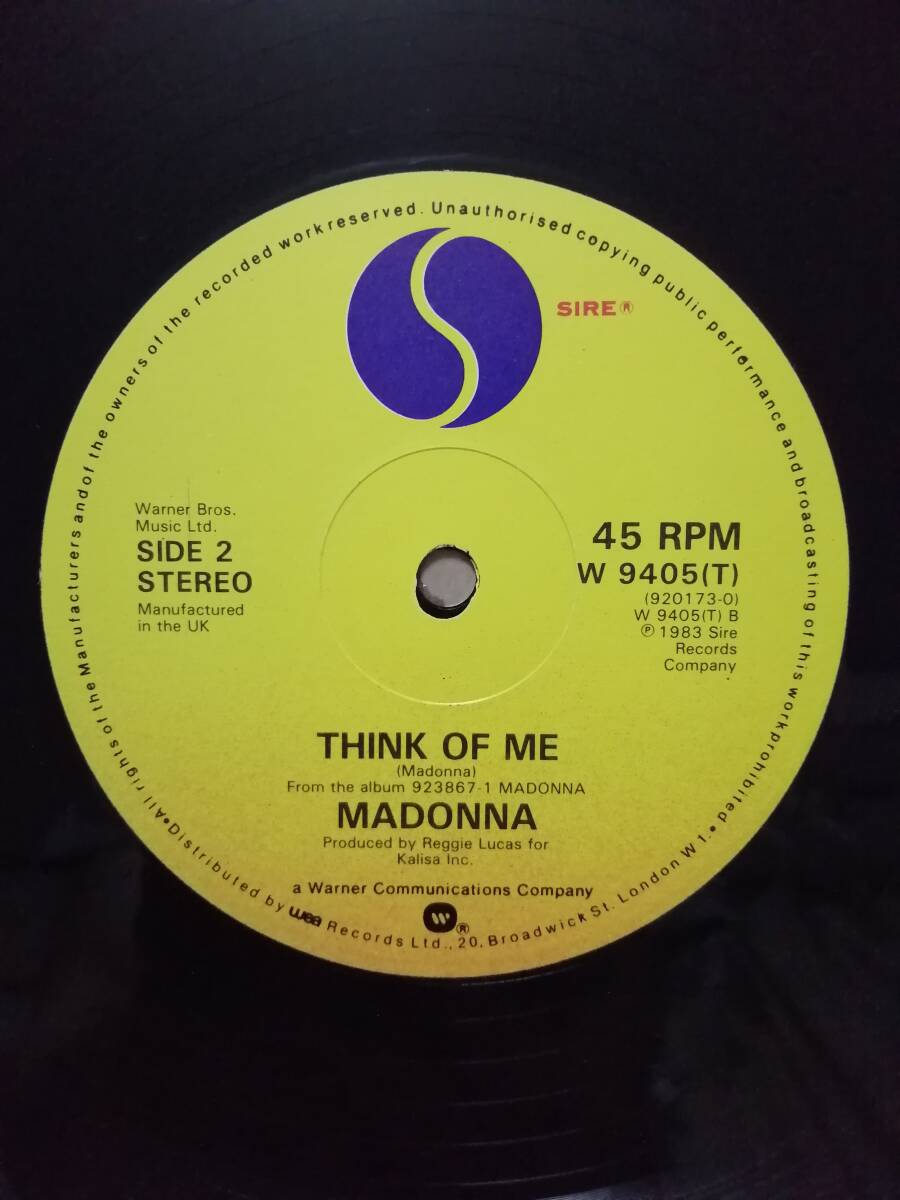 SIRE®
Warner Bros.
Music Ltd.
SIDE 2
STEREO
Manufactured
in the UK
45 RPM
W 9405(T)
(920173-0)
W 9405(T) B
℗ 1983 Sire
Records
Company
THINK OF ME
(Madonna)
From the album 923867-1 MADONNA
MADONNA
Produced by Reggie Lucas for
Kalisa Inc.
a Warner Communications Company
W®
•All rights of the Manufacturers and of the owners of the recorded work reserved. Unauthorised copying public performance and broadcasting of this work prohibited.•
Distributed by wea Records Ltd., 20, Broadwick St. London W1.